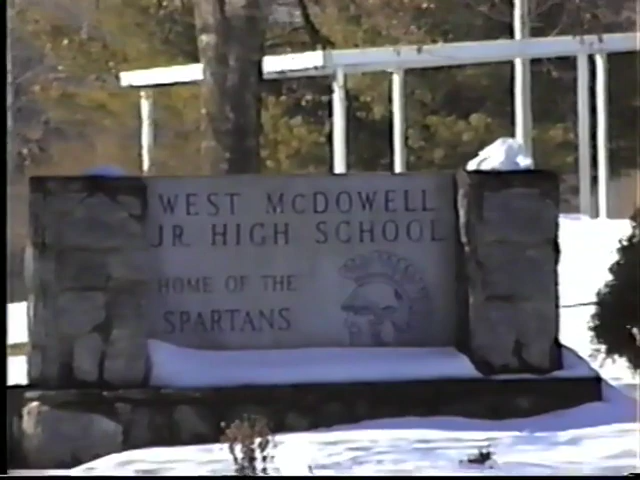 WEST MCDOWELL
JR. HIGH SCHOOL
HOME OF THE
SPARTANS